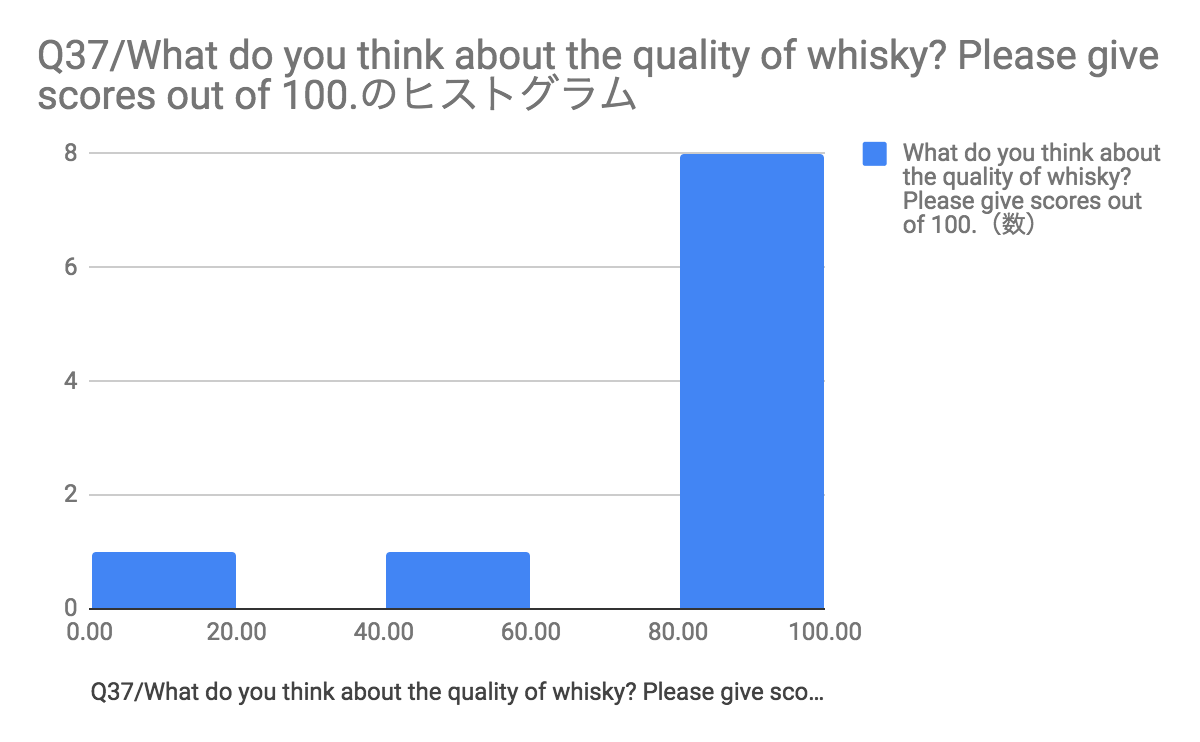 Q37/What do you think about the quality of whisky? Please give
scores out of 100.のヒストグラム
8
6
4
2
0
0.00 20.00 40.00 60.00 80.00 100.00
Q37/What do you think about the quality of whisky? Please give sco...
What do you think about
the quality of whisky?
Please give scores out
of 100.（数）